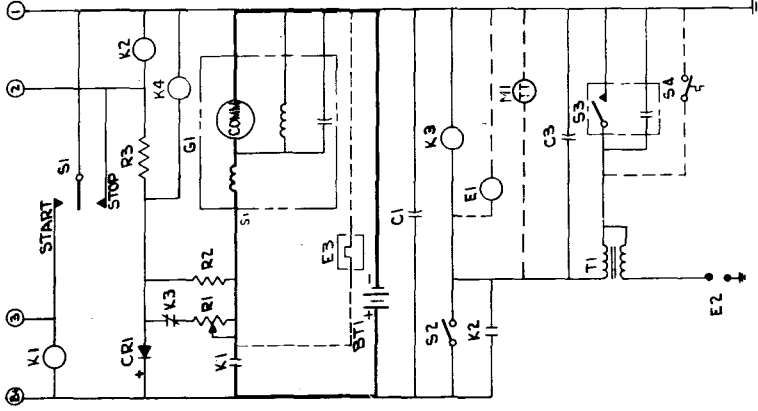 B+
3
2
1
K1
START
S1
STOP
CR1
+
K3
R3
K2
K4
R1
R2
K1
G1
COMM
S1
E3
BT1
+
-
C1
S2
K2
K3
E1
M1
TT
C3
T1
S3
S4
E2